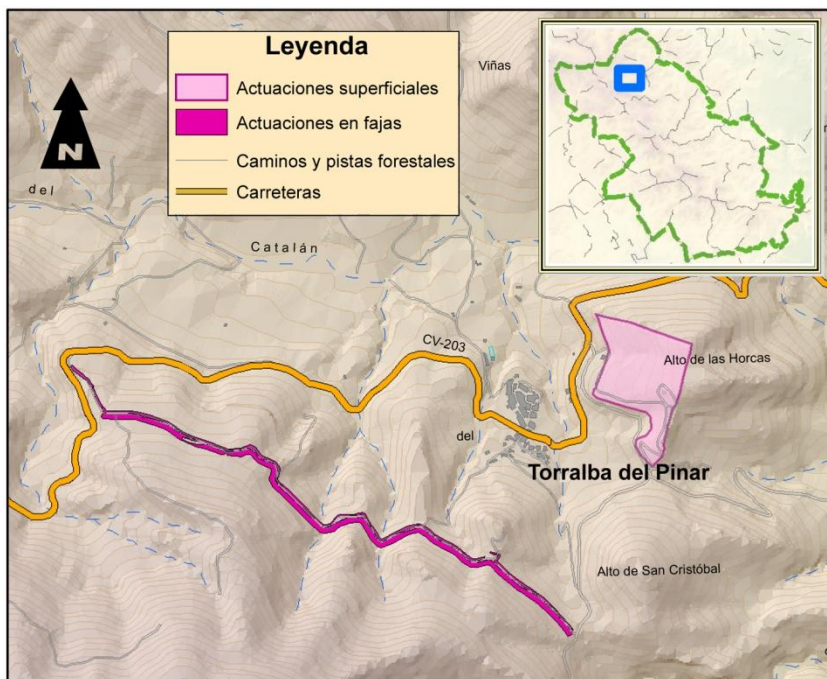 Leyenda
Actuaciones superficiales
Actuaciones en fajas
Caminos y pistas forestales
Carreteras
N
Viñas
del
Catalán
CV-203
Alto de las Horcas
del
Torralba del Pinar
Alto de San Cristóbal